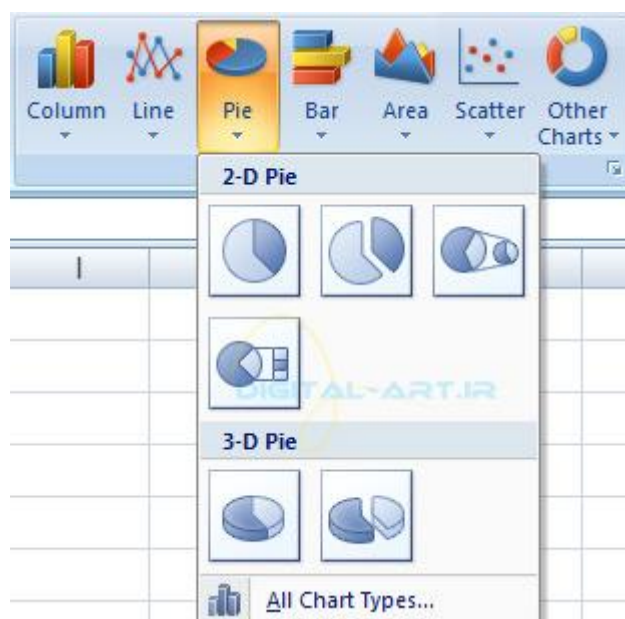 Column Line Pie Bar Area Scatter Other Charts
2-D Pie
I
DIGITAL-ART.IR
3-D Pie
All Chart Types...